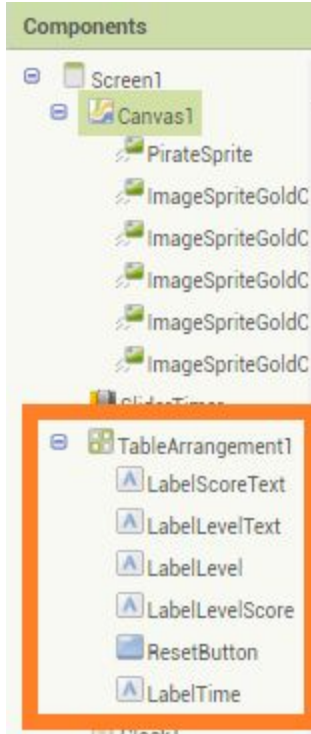 Components
Screen1
Canvas1
PirateSprite
ImageSpriteGoldC
ImageSpriteGoldC
ImageSpriteGoldC
ImageSpriteGoldC
ImageSpriteGoldC
TableArrangement1
LabelScoreText
LabelLevelText
LabelLevel
LabelLevelScore
ResetButton
LabelTime